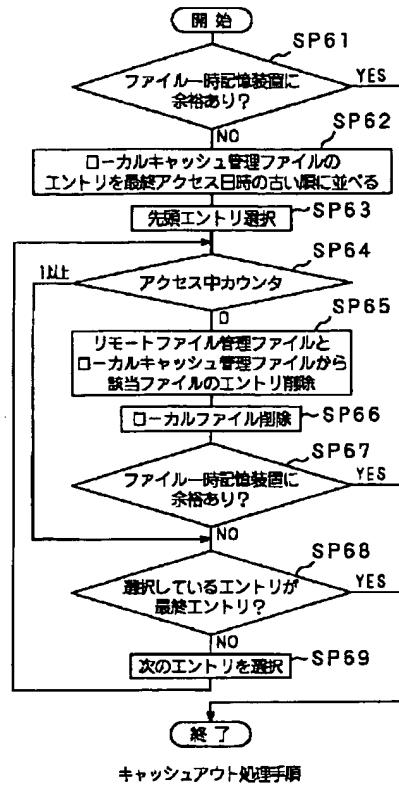 開始
SP61
ファイル一時記憶装置に
余裕あり?
YES
NO
SP62
ローカルキャッシュ管理ファイルの
エントリを最終アクセス日時の古い順に並べる
先頭エントリ選択
SP63
SP64
1以上
アクセス中カウンタ
0
SP65
リモートファイル管理ファイルと
ローカルキャッシュ管理ファイルから
該当ファイルのエントリ削除
ローカルファイル削除
SP66
SP67
ファイル一時記憶装置に
余裕あり?
YES
NO
SP68
選択しているエントリが
最終エントリ?
YES
NO
次のエントリを選択
SP69
終了
キャッシュアウト処理手順